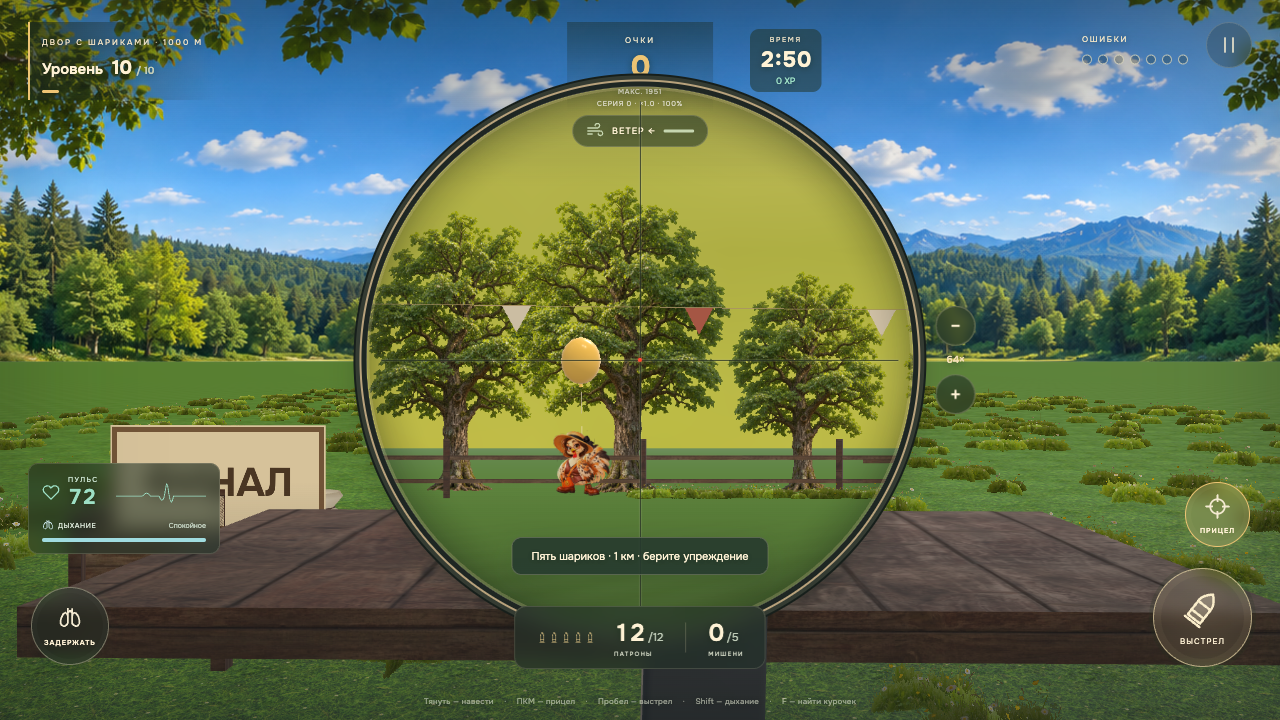 ДВОР С ШАРИКАМИ · 1000 М
Уровень 10 / 10
ОЧКИ
0
МАКС. 1951
СЕРИЯ 0 · ×1.0 · 100%
ВЕТЕР ←
ВРЕМЯ
2:50
0 XP
ОШИБКИ
−
64×
+
НАЛ
ПУЛЬС
72
ДЫХАНИЕ Спокойное
ЗАДЕРЖАТЬ
ПРИЦЕЛ
ВЫСТРЕЛ
Пять шариков · 1 км · берите упреждение
12 /12
ПАТРОНЫ
0 /5
МИШЕНИ
Тянуть — навести · ПКМ — прицел · Пробел — выстрел · Shift — дыхание · F — найти курочек